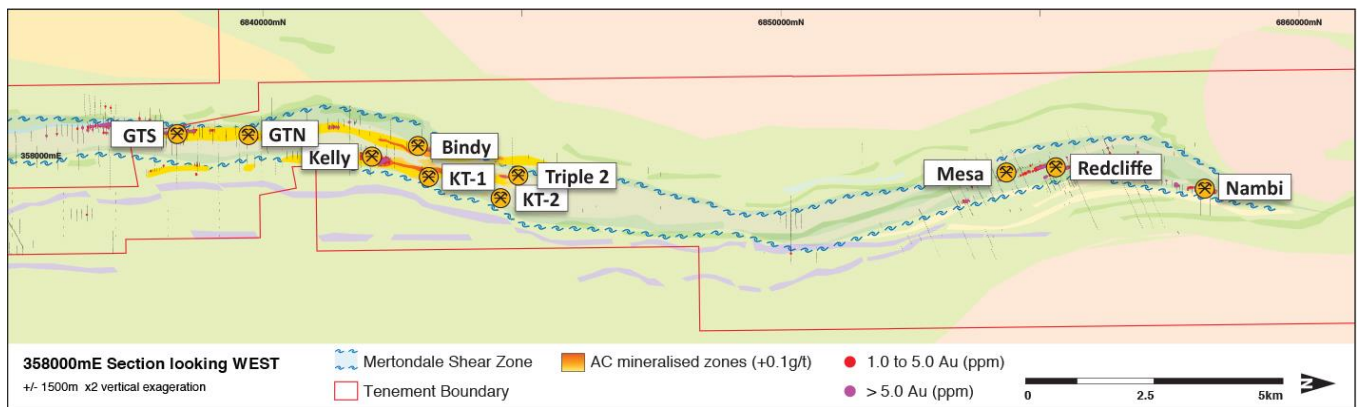 6840000mN
6850000mN
6860000mN
GTS
GTN
Bindy
358000mE
Kelly
KT-1
Triple 2
KT-2
Mesa
Redcliffe
Nambi
358000mE Section looking WEST
+/- 1500m x2 vertical exageration
Mertondale Shear Zone
Tenement Boundary
AC mineralised zones (+0.1g/t)
1.0 to 5.0 Au (ppm)
> 5.0 Au (ppm)
0 2.5 5km
N